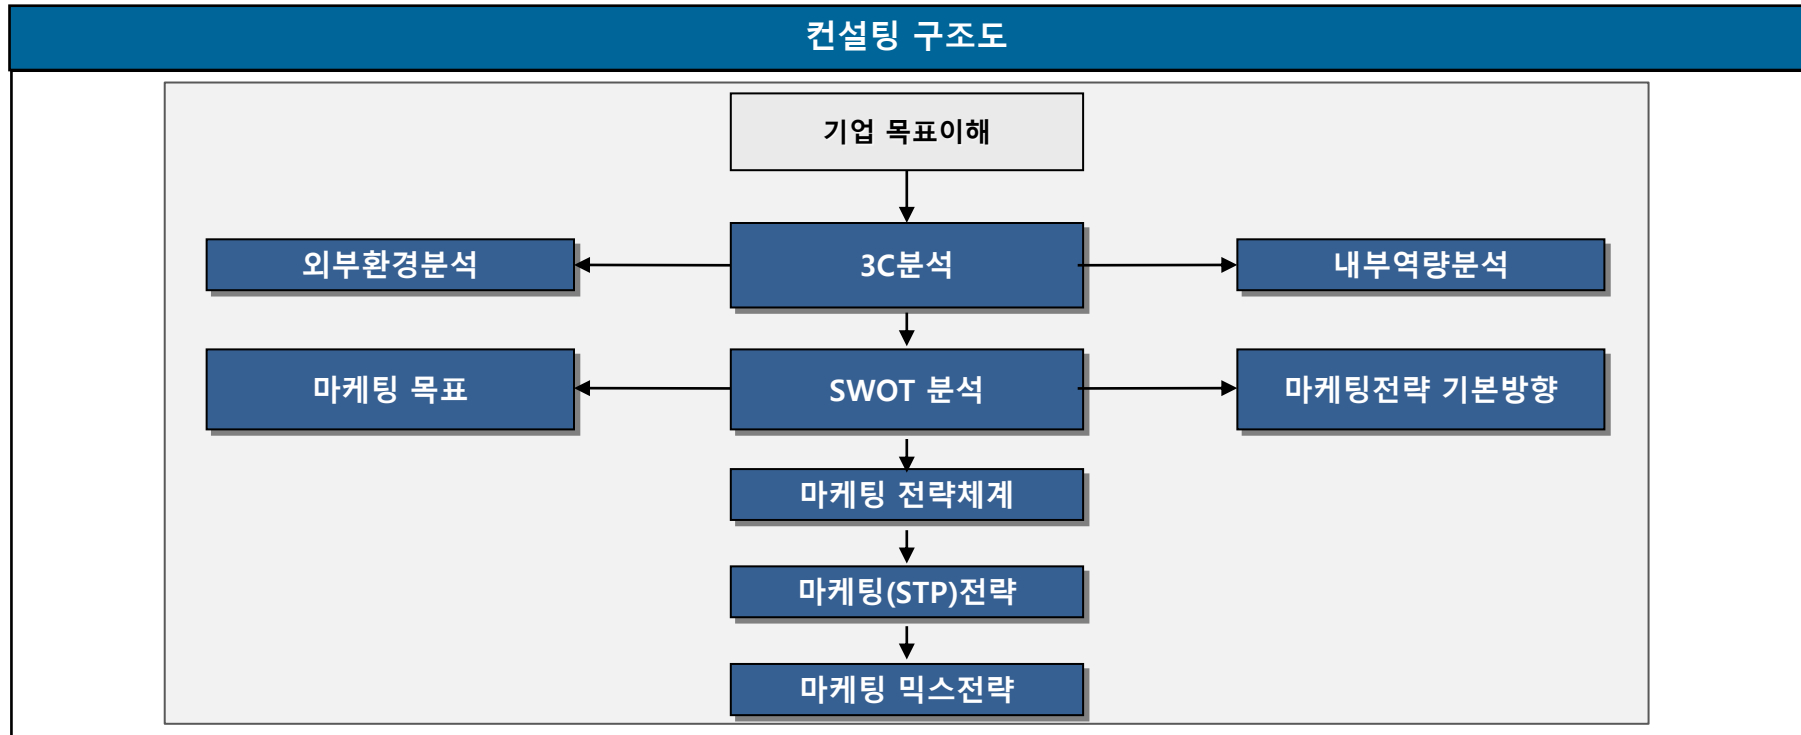 컨설팅 구조도
기업 목표이해
외부환경분석
3C분석
내부역량분석
마케팅 목표
SWOT 분석
마케팅전략 기본방향
마케팅 전략체계
마케팅(STP)전략
마케팅 믹스전략